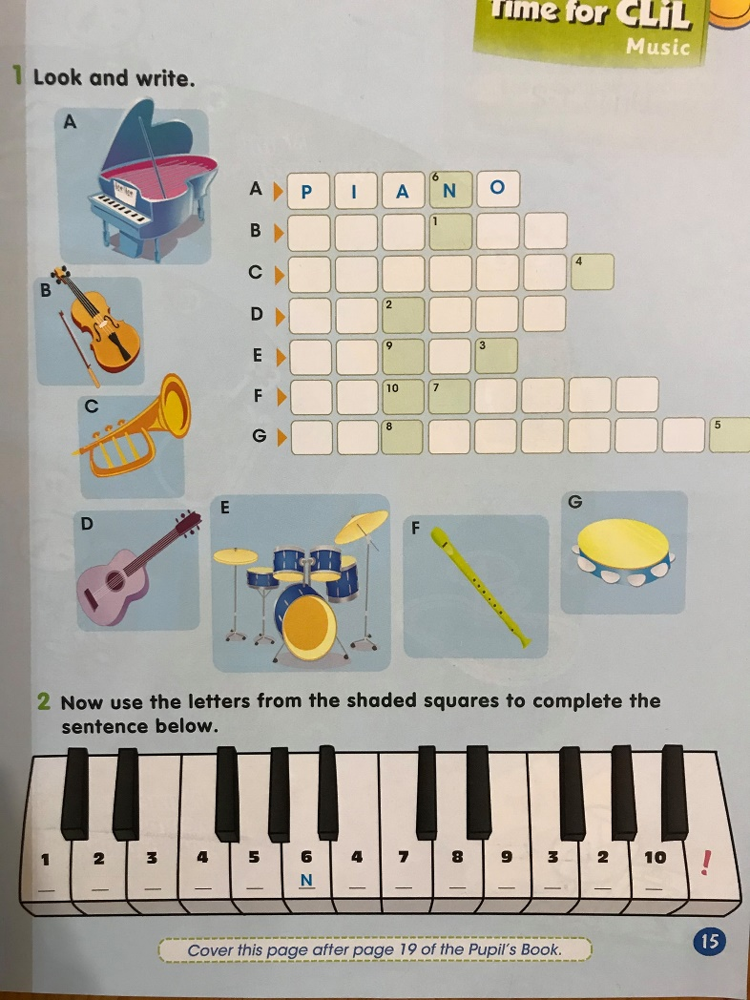 Time for CLiL
Music
1 Look and write.
A
B
C
D
E
F
G
A P I A 6 N O
B 1
C 4
D 2
E 9 3
F 10 7
G 8 5
2 Now use the letters from the shaded squares to complete the
sentence below.
1 2 3 4 5 6 4 7 8 9 3 2 10 !
N
Cover this page after page 19 of the Pupil's Book.
15